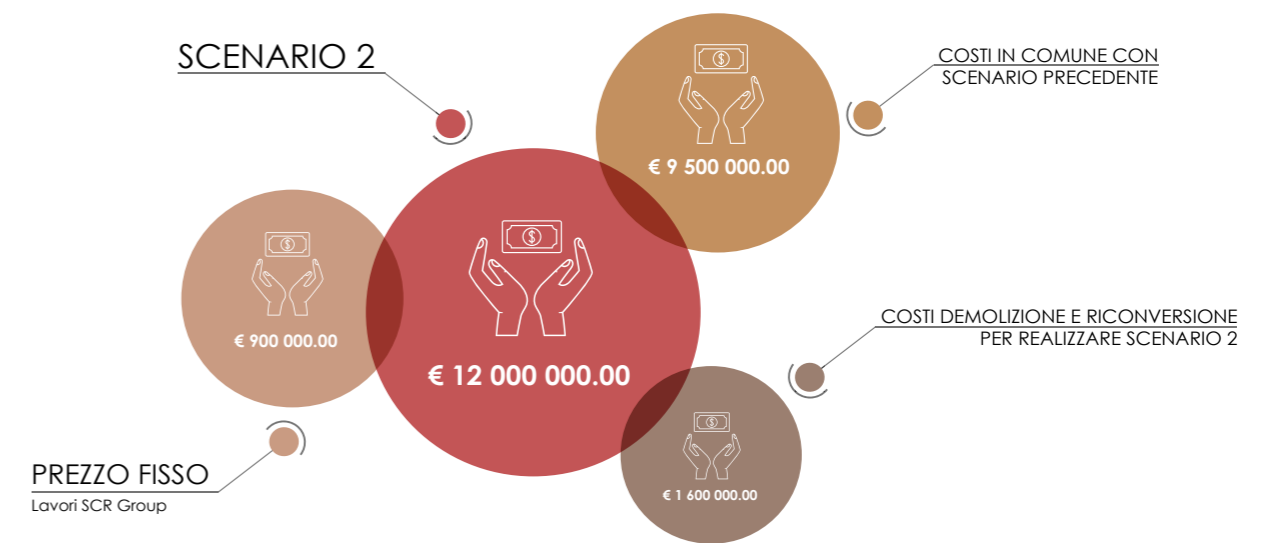 SCENARIO 2
COSTI IN COMUNE CON
SCENARIO PRECEDENTE
$
€ 9 500 000.00
$
€ 900 000.00
$
€ 12 000 000.00
COSTI DEMOLIZIONE E RICONVERSIONE
PER REALIZZARE SCENARIO 2
$
€ 1 600 000.00
PREZZO FISSO
Lavori SCR Group